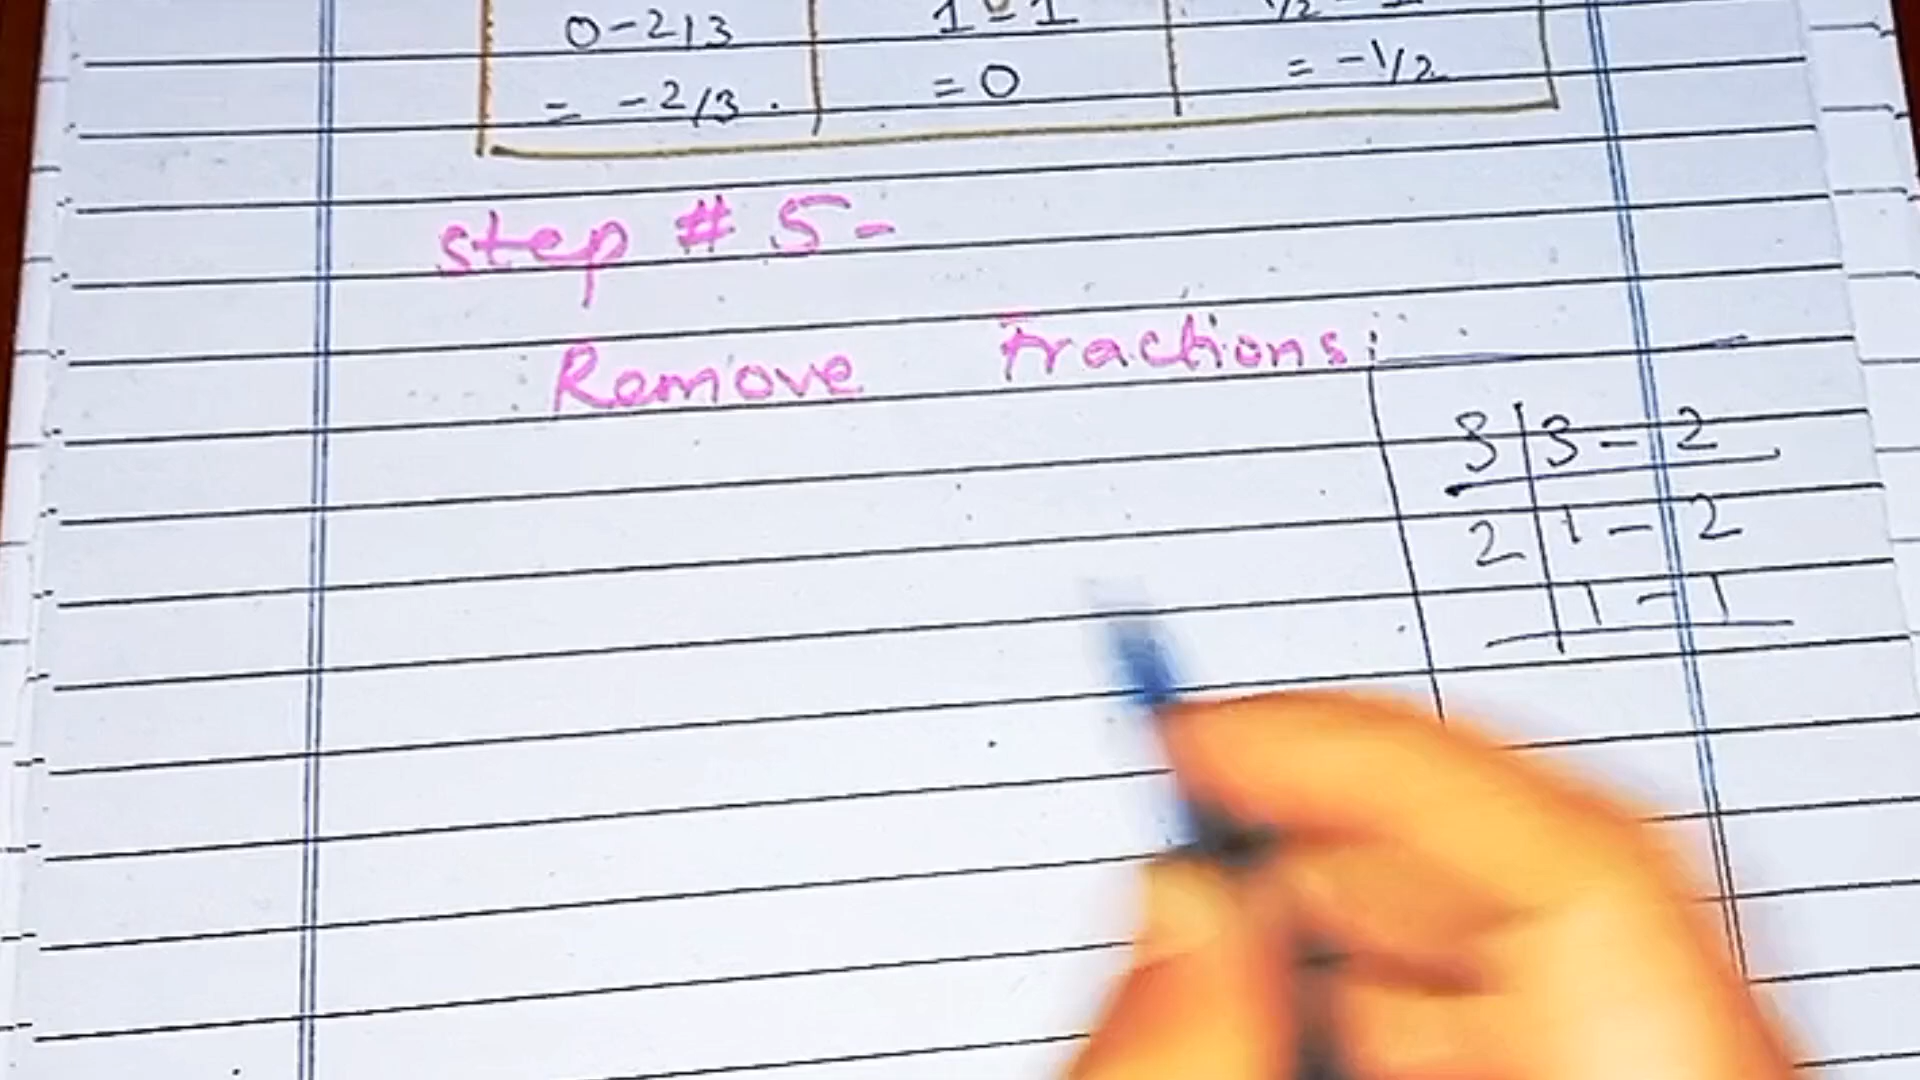 0-2/3 1-1
= -2/3. =0 = -1/2
step # 5-
Remove Fractions:
3 | 3 - 2
2 | 1 - 2
1 - 1